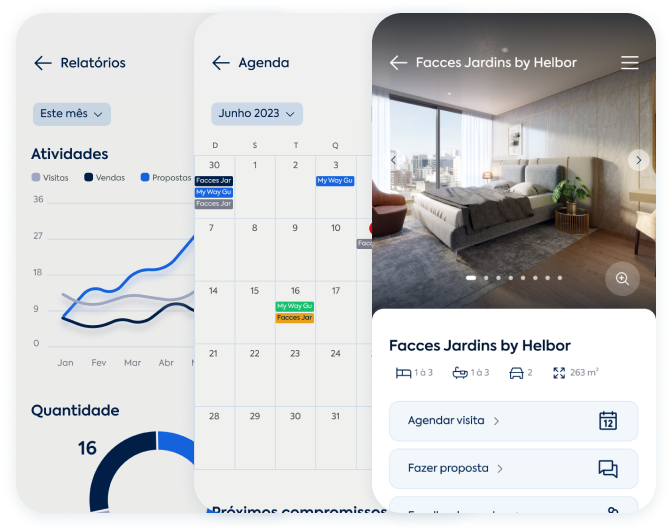 Relatórios
Este mês
Atividades
Visitas
Vendas
Propostas
36
27
18
9
0
Jan
Fev
Mar
Abr
Quantidade
16
Agenda
Junho 2023
D S T Q
30 1 2 3
Facces Jar
My Way Gu
Facces Jar
My Way Gu
7 8 9 10
14 15 16 17
My Way Gu
Facces Jar
21 22 23 24
28 29 30 31
Próximos compromissos
Facces Jardins by Helbor
Facces Jardins by Helbor
1 à 3
1 à 3
2
263 m²
Agendar visita
12
Fazer proposta